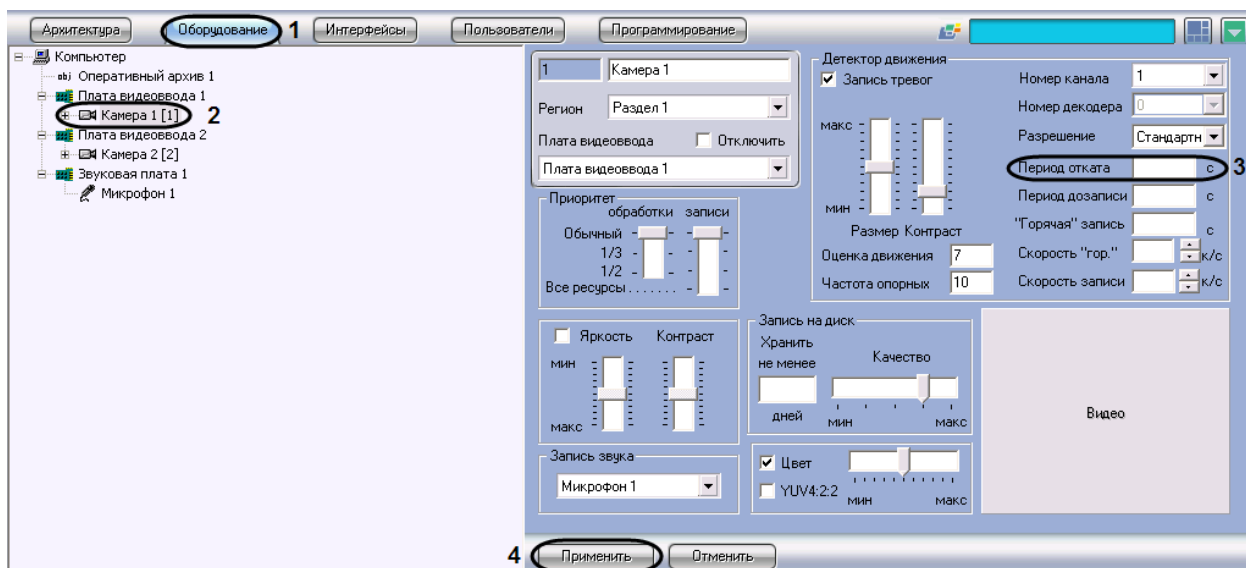 Архитектура Оборудование 1 Интерфейсы Пользователи Программирование
Компьютер
abj Оперативный архив 1
Плата видеоввода 1
Камера 1 [1] 2
Плата видеоввода 2
Камера 2 [2]
Звуковая плата 1
Микрофон 1
1 Камера 1
Регион Раздел 1
Плата видеоввода Отключить
Плата видеоввода 1
Приоритет
обработки записи
Обычный
1/3
1/2
Все ресурсы.......
Яркость Контраст
мин
макс
Запись звука
Микрофон 1
Детектор движения
Запись тревог
макс
мин
Размер Контраст
Оценка движения 7
Частота опорных 10
Номер канала 1
Номер декодера 0
Разрешение Стандартн
Период отката с 3
Период дозаписи с
"Горячая" запись с
Скорость "гор." к/с
Скорость записи к/с
Запись на диск
Хранить
не менее
дней
Качество
мин макс
Цвет
YUV4:2:2
мин макс
Видео
4 Применить Отменить